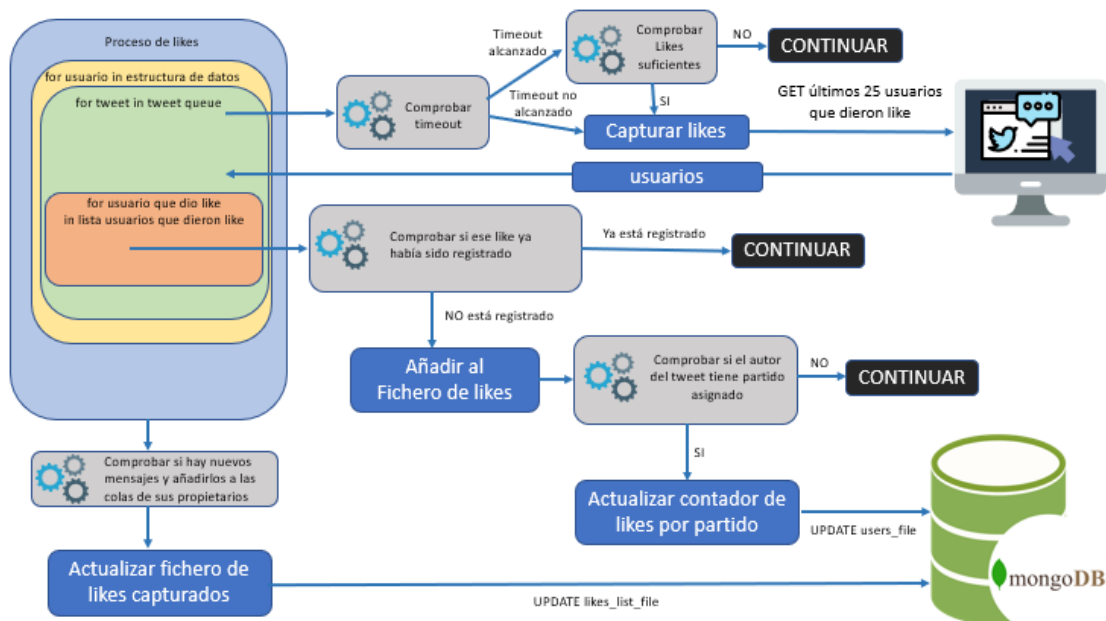 Proceso de likes
for usuario in estructura de datos
for tweet in tweet queue
for usuario que dio like
in lista usuarios que dieron like
Comprobar
timeout
Timeout
alcanzado
Timeout no
alcanzado
Comprobar
Likes
suficientes
NO
CONTINUAR
SI
Capturar likes
GET últimos 25 usuarios
que dieron like
usuarios
Comprobar si ese like ya
había sido registrado
Ya está registrado
CONTINUAR
NO está registrado
Añadir al
Fichero de likes
Comprobar si el autor
del tweet tiene partido
asignado
NO
CONTINUAR
SI
Actualizar contador de
likes por partido
UPDATE users_file
Comprobar si hay nuevos
mensajes y añadirlos a las
colas de sus propietarios
Actualizar fichero de
likes capturados
UPDATE likes_list_file
mongoDB